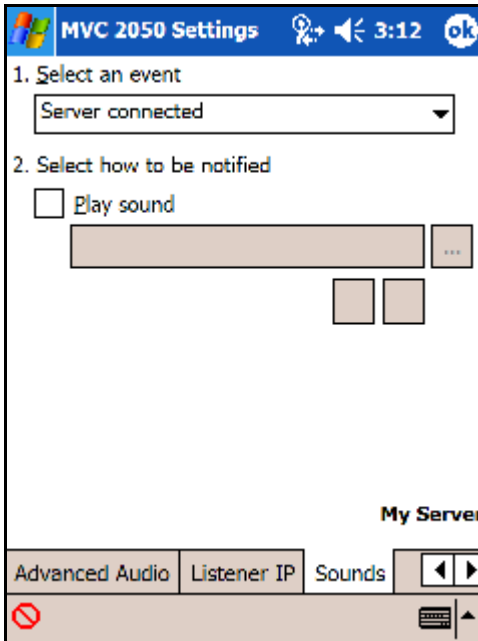 MVC 2050 Settings 3:12 ok
1. Select an event
Server connected
2. Select how to be notified
Play sound
...
My Server
Advanced Audio Listener IP Sounds